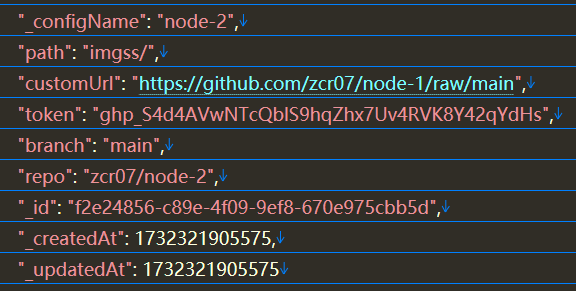 "_configName": "node-2",↓
"path": "imgss/",↓
"customUrl": "https://github.com/zcr07/node-1/raw/main",↓
"token": 
"branch": "main",↓
"repo": "zcr07/node-2",↓
"_id": "f2e24856-c89e-4f09-9ef8-670e975cbb5d",↓
"_createdAt": 1732321905575,↓
"_updatedAt": 1732321905575↓